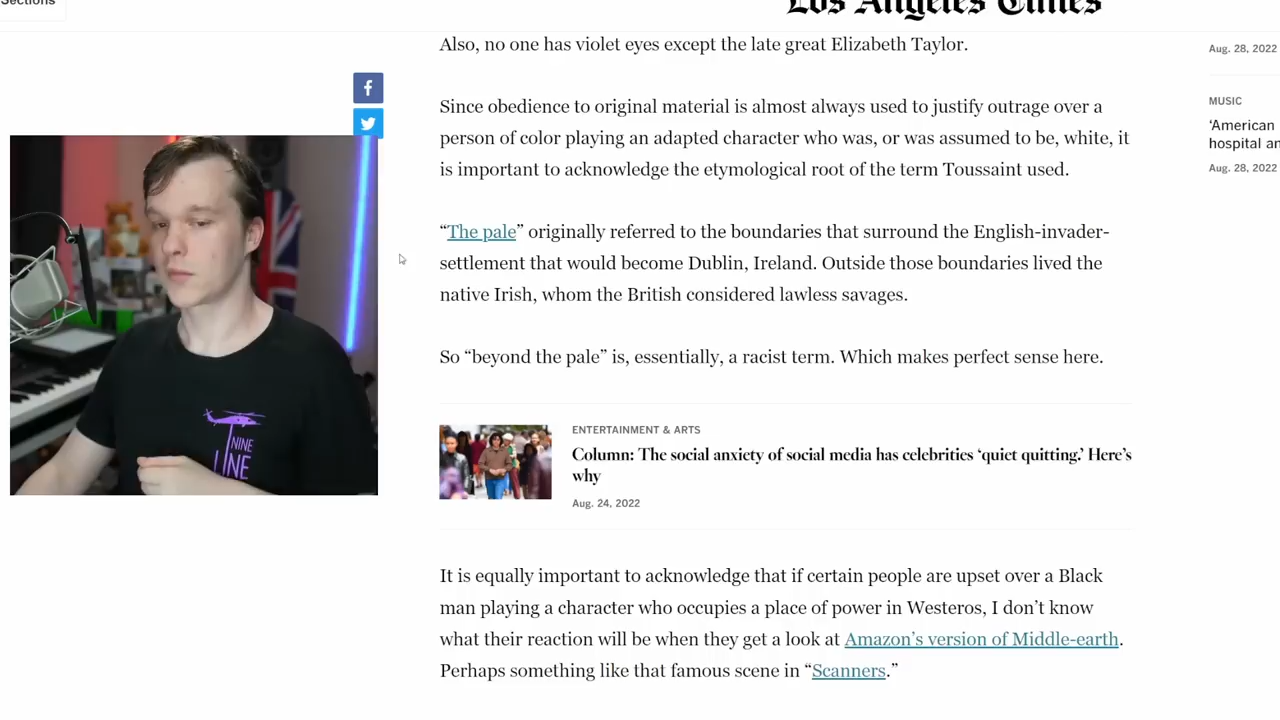 Sections
Los Angeles Times
Also, no one has violet eyes except the late great Elizabeth Taylor.
Aug. 28, 2022
Since obedience to original material is almost always used to justify outrage over a
person of color playing an adapted character who was, or was assumed to be, white, it
is important to acknowledge the etymological root of the term Toussaint used.
MUSIC
‘American
hospital an
Aug. 28, 2022
“The pale” originally referred to the boundaries that surround the English-invader-
settlement that would become Dublin, Ireland. Outside those boundaries lived the
native Irish, whom the British considered lawless savages.
So “beyond the pale” is, essentially, a racist term. Which makes perfect sense here.
NINE
LINE
ENTERTAINMENT & ARTS
Column: The social anxiety of social media has celebrities ‘quiet quitting.’ Here’s
why
Aug. 24, 2022
It is equally important to acknowledge that if certain people are upset over a Black
man playing a character who occupies a place of power in Westeros, I don’t know
what their reaction will be when they get a look at Amazon’s version of Middle-earth.
Perhaps something like that famous scene in “Scanners.”